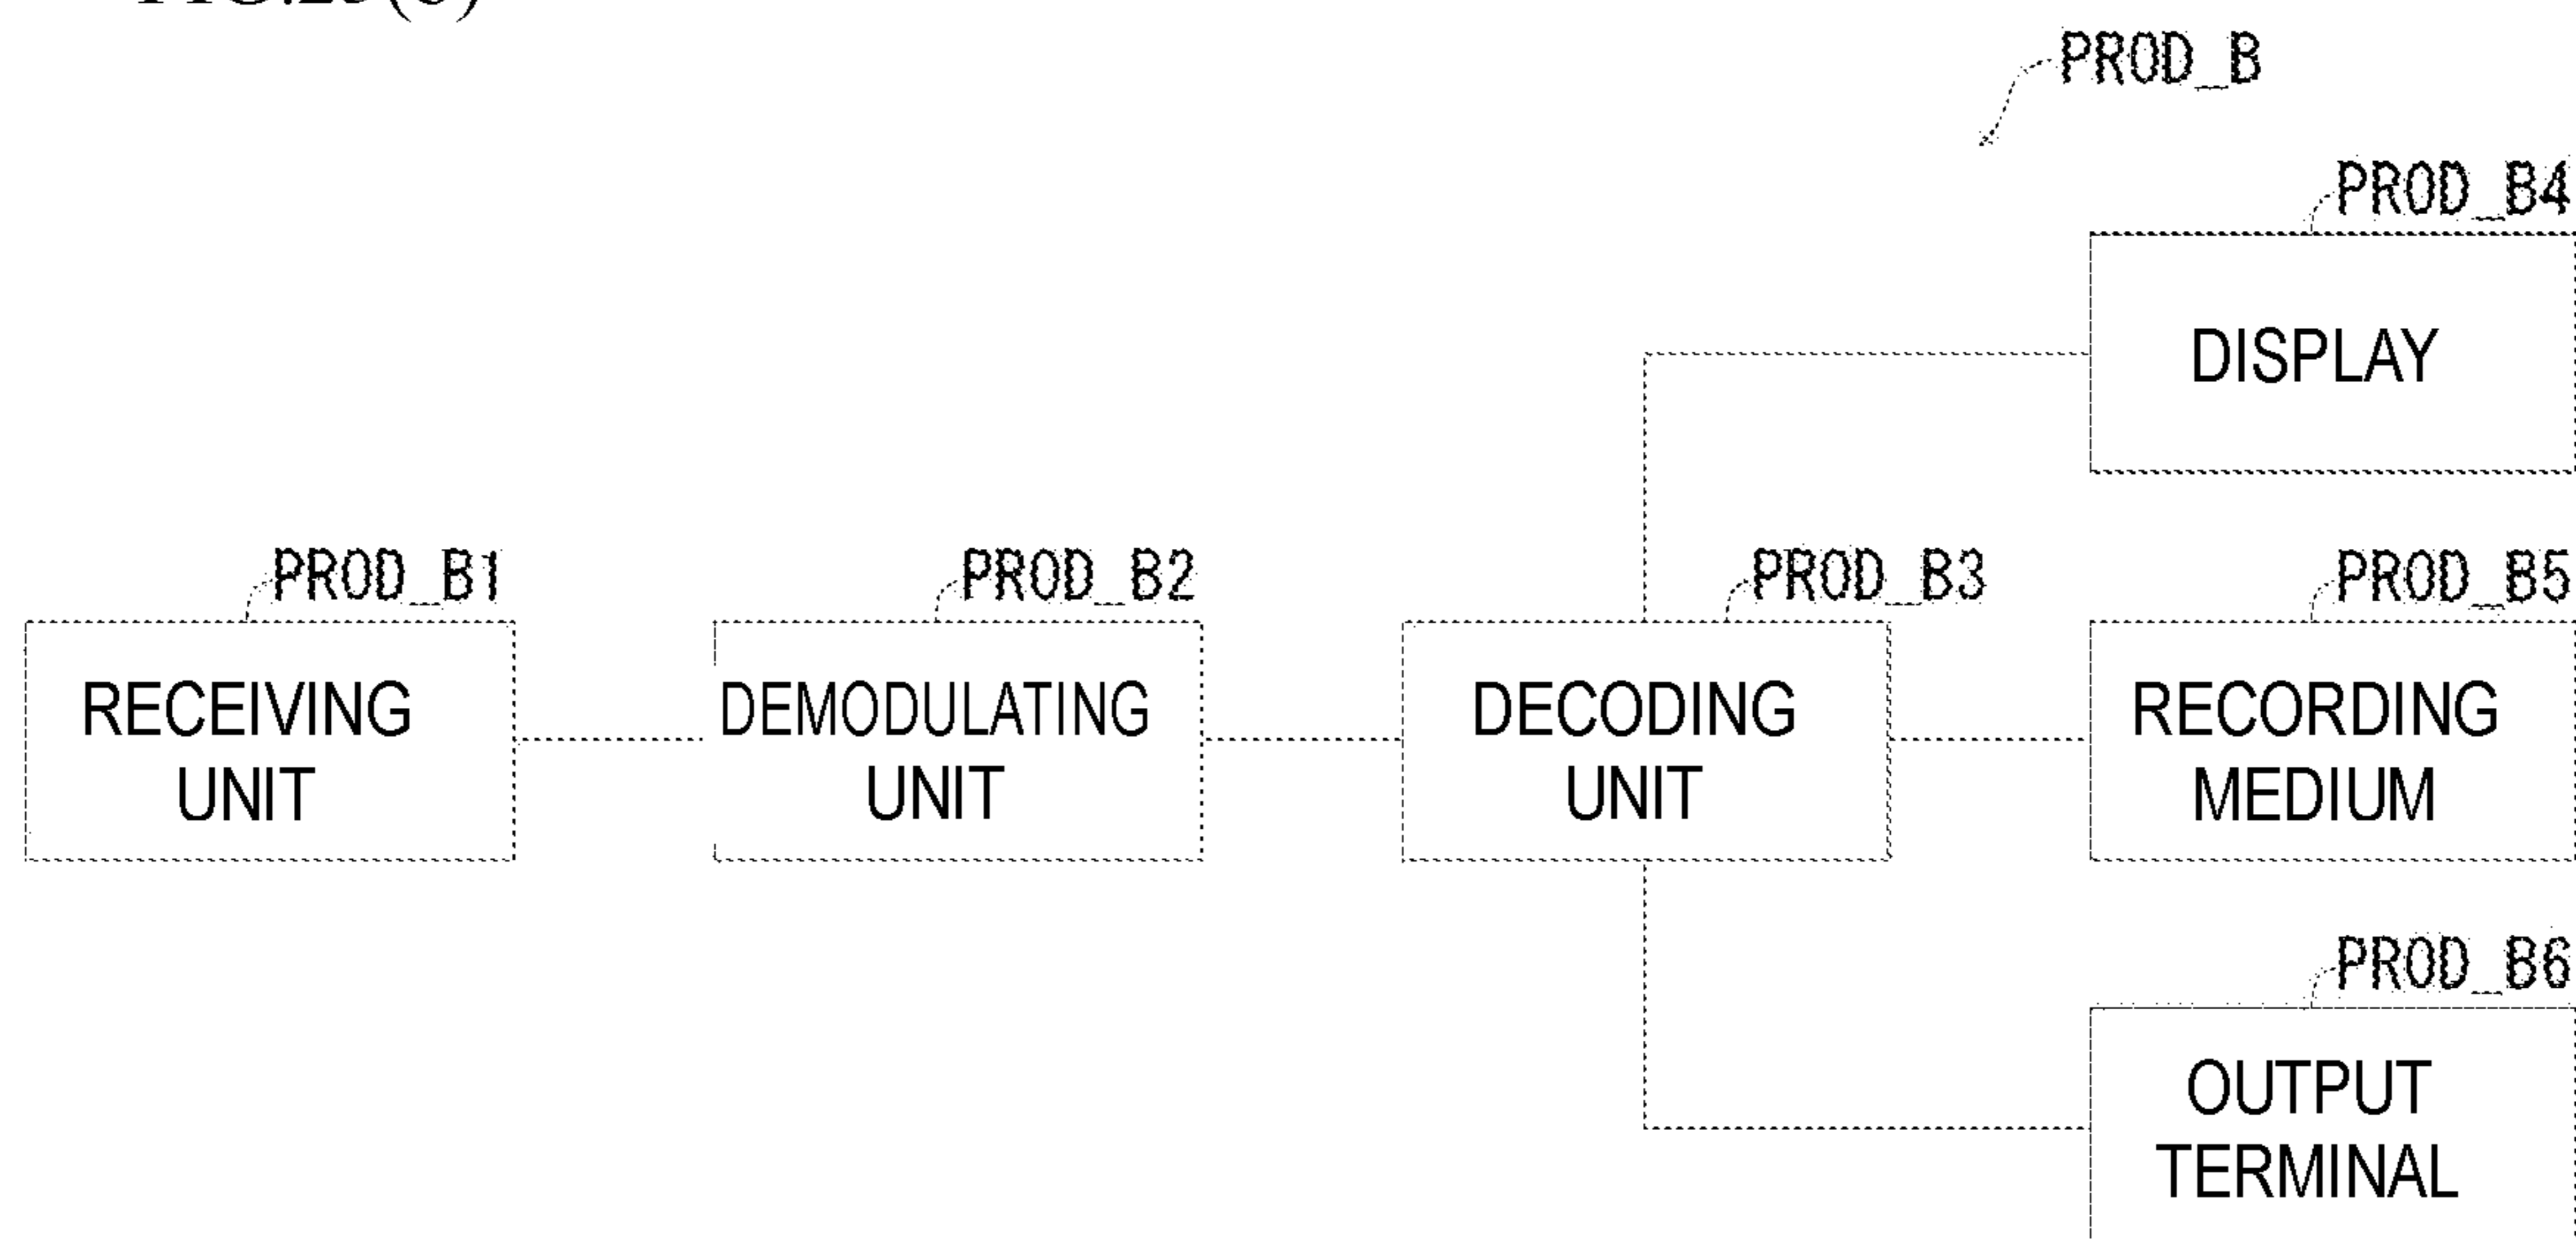 PROD_B
PROD_B4
DISPLAY
PROD_B1
PROD_B2
PROD_B3
PROD_B5
RECEIVING
UNIT
DEMODULATING
UNIT
DECODING
UNIT
RECORDING
MEDIUM
PROD_B6
OUTPUT
TERMINAL